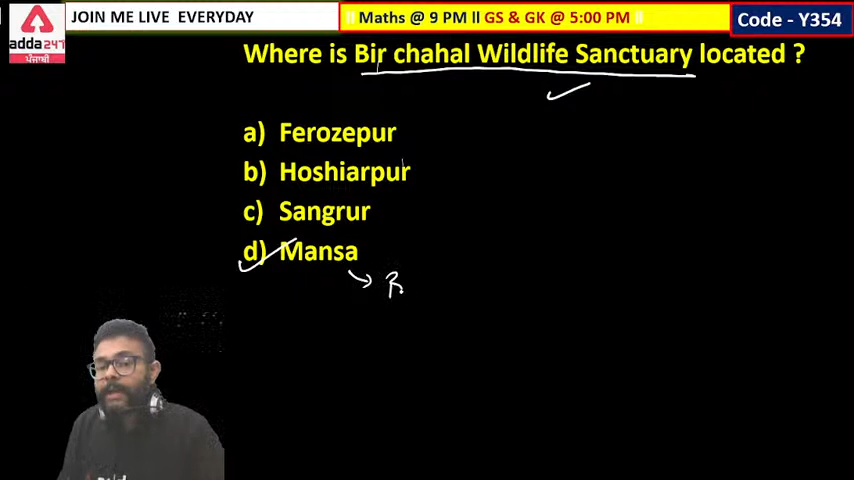 JOIN ME LIVE EVERYDAY
|| Maths @ 9 PM || GS & GK @ 5:00 PM ||
Code - Y354
adda247
ਪੰਜਾਬੀ
Where is Bir chahal Wildlife Sanctuary located ?
a) Ferozepur
b) Hoshiarpur
c) Sangrur
d) Mansa